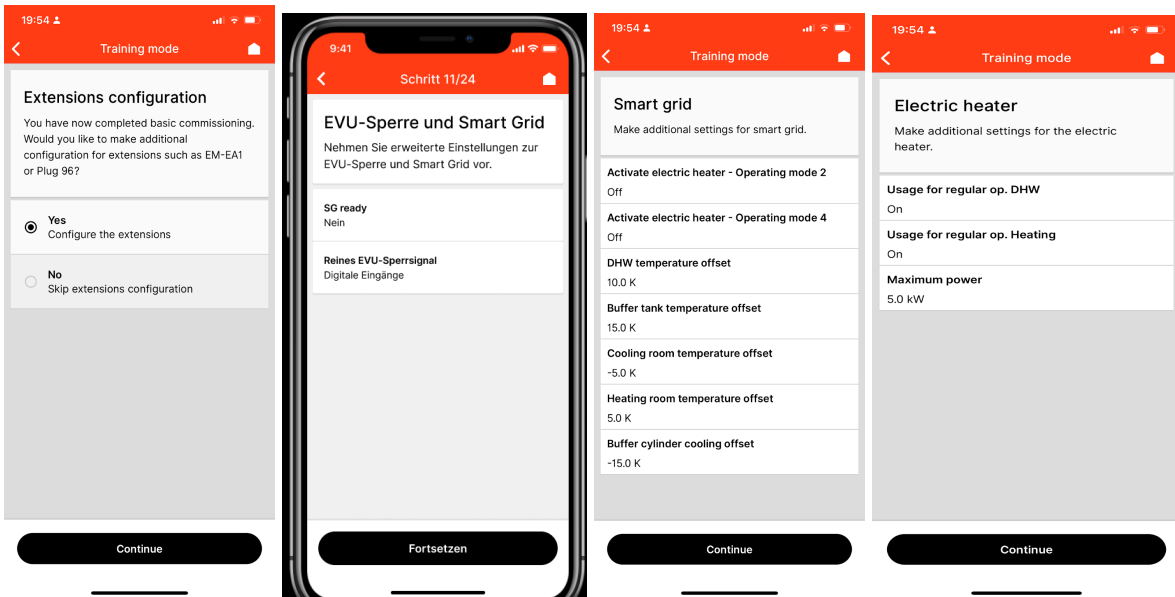 19:54
Training mode
Extensions configuration
You have now completed basic commissioning.
Would you like to make additional
configuration for extensions such as EM-EA1
or Plug 96?
Yes
Configure the extensions
No
Skip extensions configuration
Continue
9:41
Schritt 11/24
EVU-Sperre und Smart Grid
Nehmen Sie erweiterte Einstellungen zur
EVU-Sperre und Smart Grid vor.
SG ready
Nein
Reines EVU-Sperrsignal
Digitale Eingänge
Fortsetzen
19:54
Training mode
Smart grid
Make additional settings for smart grid.
Activate electric heater - Operating mode 2
Off
Activate electric heater - Operating mode 4
Off
DHW temperature offset
10.0 K
Buffer tank temperature offset
15.0 K
Cooling room temperature offset
-5.0 K
Heating room temperature offset
5.0 K
Buffer cylinder cooling offset
-15.0 K
Continue
19:54
Training mode
Electric heater
Make additional settings for the electric
heater.
Usage for regular op. DHW
On
Usage for regular op. Heating
On
Maximum power
5.0 kW
Continue